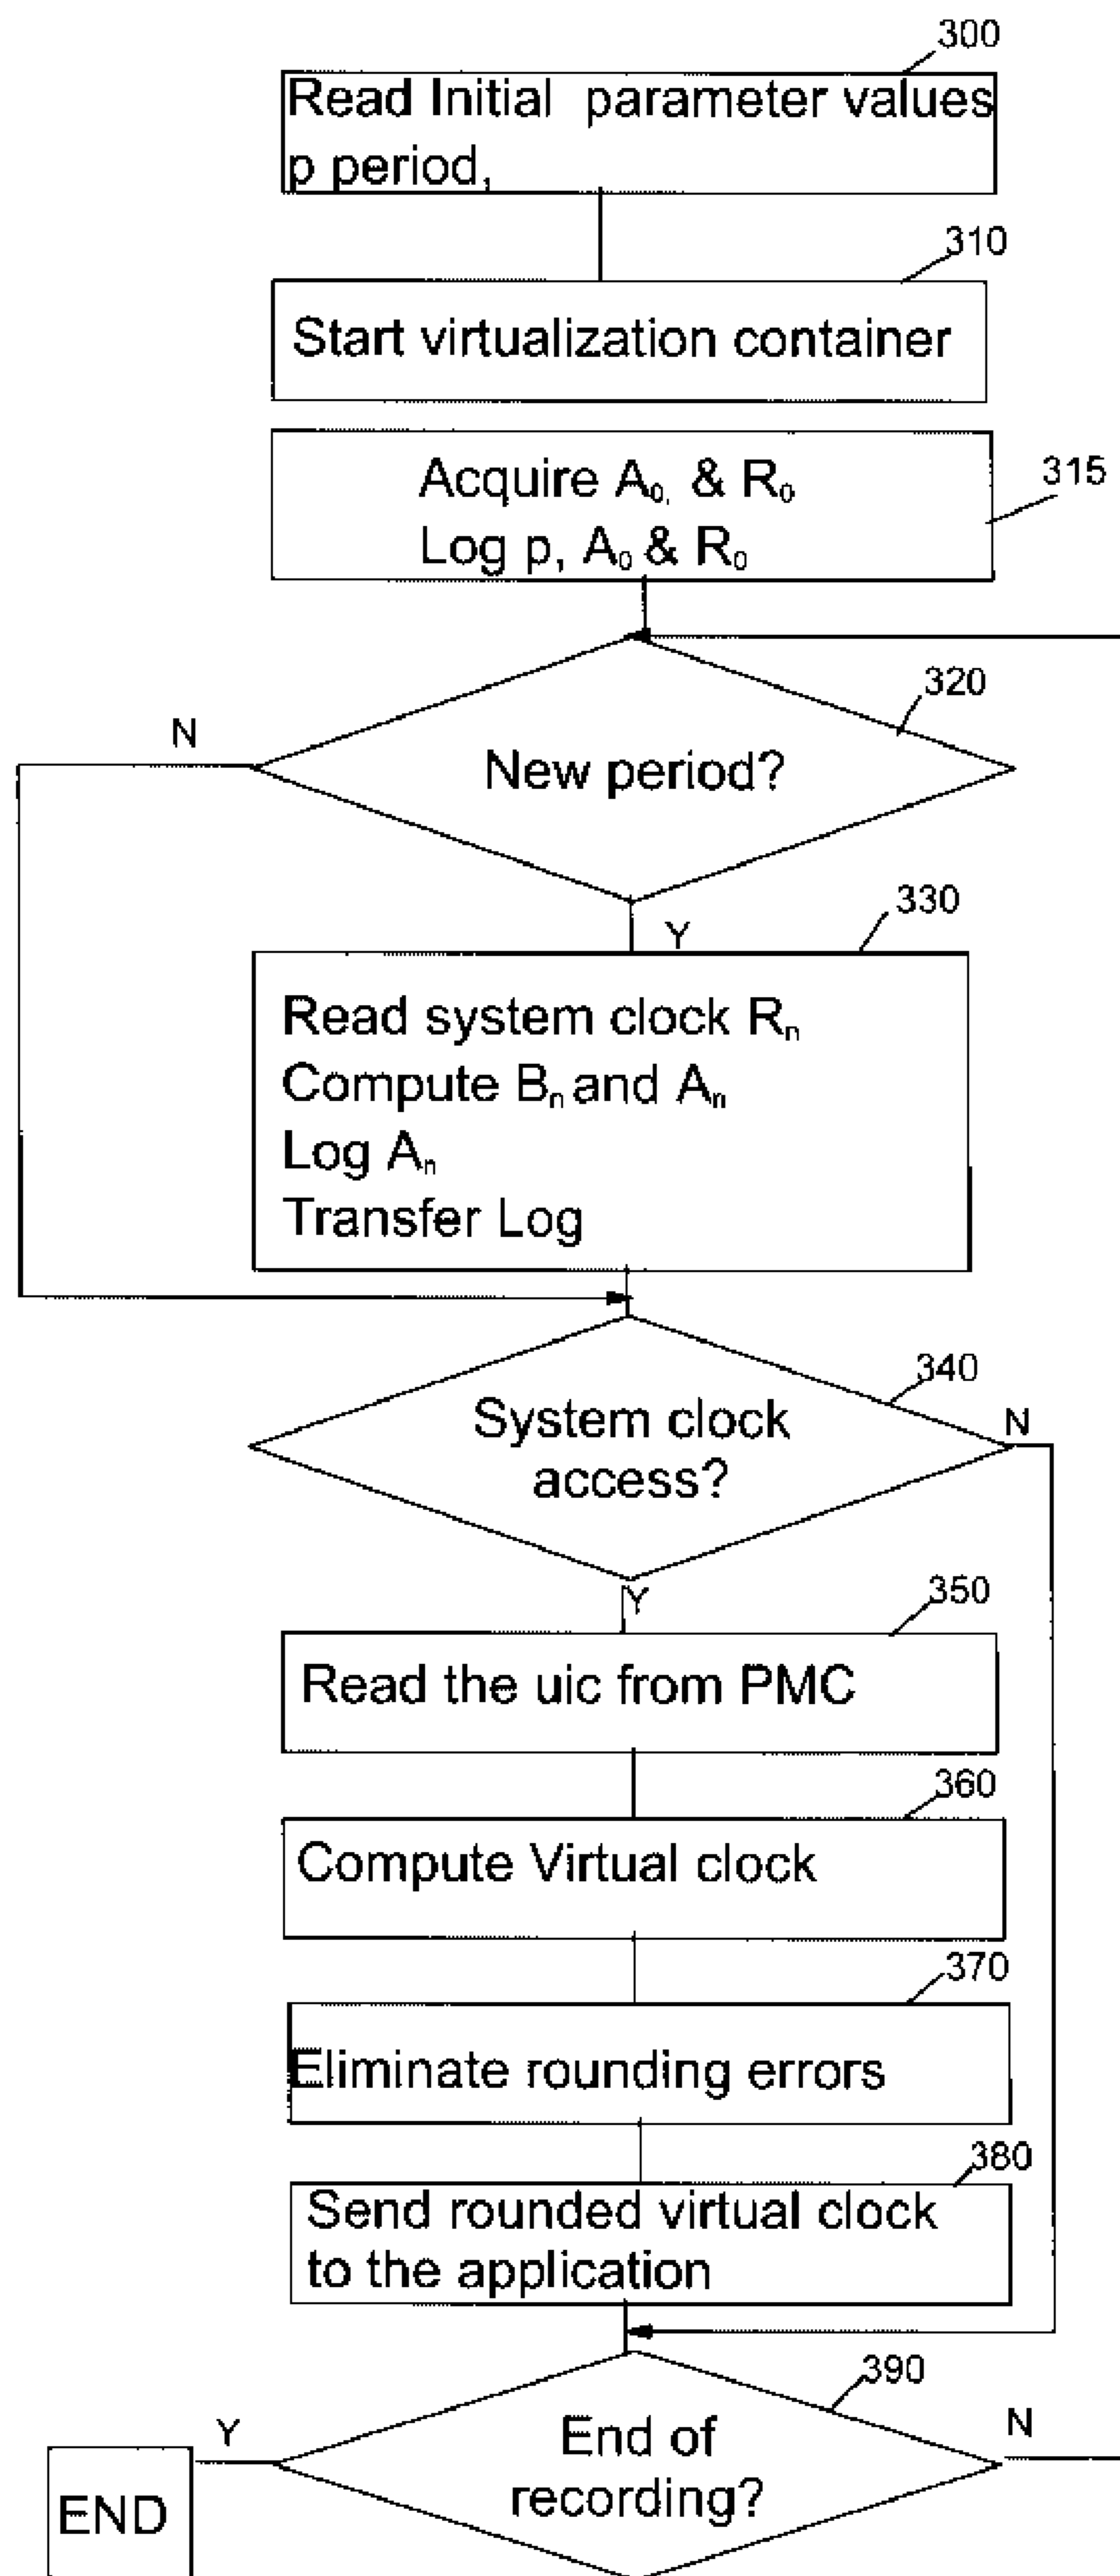 300
Read Initial parameter values
p period,
310
Start virtualization container
315
Acquire A₀, & R₀
Log p, A₀ & R₀
320
N
New period?
330
Y
Read system clock Rₙ
Compute Bₙ and Aₙ
Log Aₙ
Transfer Log
340
System clock
access?
N
Y
350
Read the uic from PMC
360
Compute Virtual clock
370
Eliminate rounding errors
380
Send rounded virtual clock
to the application
390
Y
N
End of
recording?
END